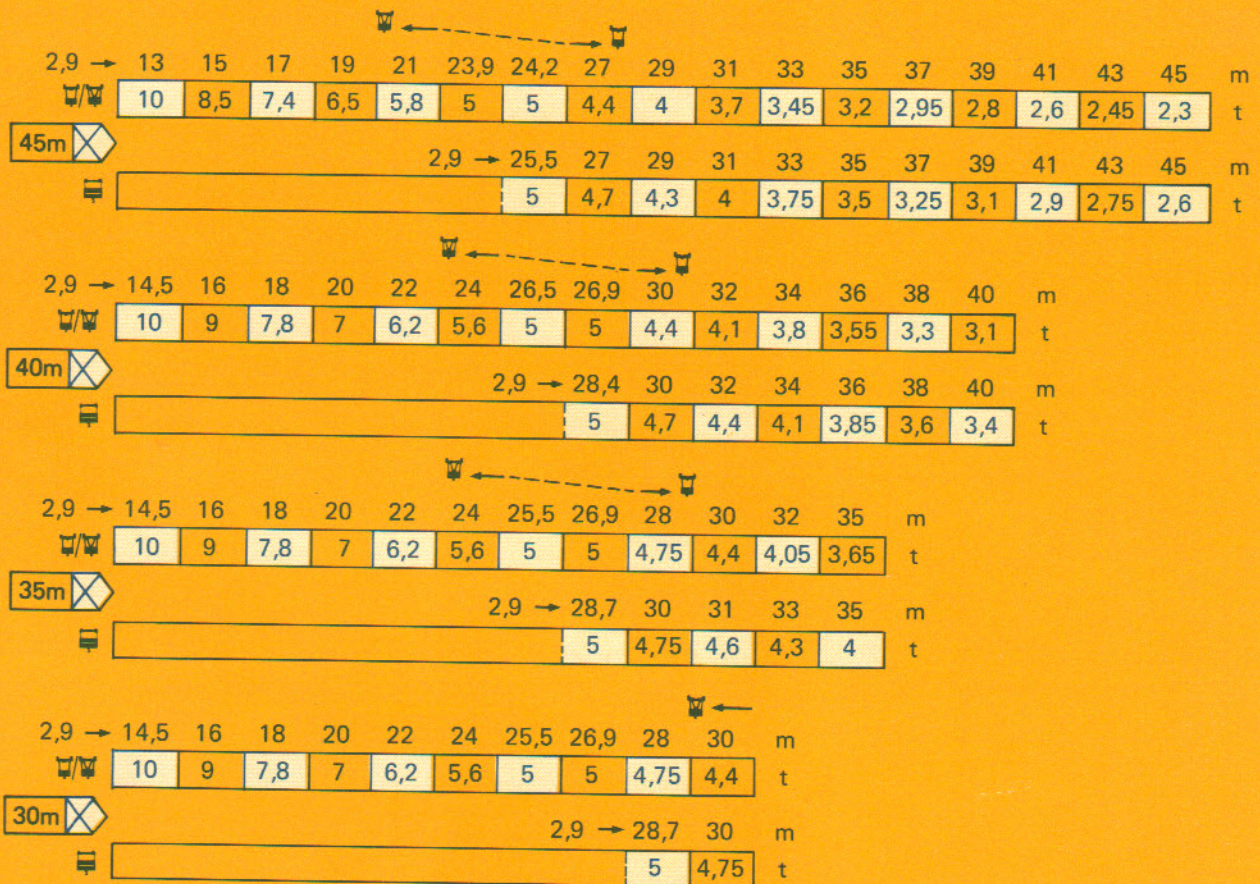 2,9 → 13 15 17 19 21 23,9 24,2 27 29 31 33 35 37 39 41 43 45 m
10 8,5 7,4 6,5 5,8 5 5 4,4 4 3,7 3,45 3,2 2,95 2,8 2,6 2,45 2,3 t
45m
2,9 → 25,5 27 29 31 33 35 37 39 41 43 45 m
5 4,7 4,3 4 3,75 3,5 3,25 3,1 2,9 2,75 2,6 t
2,9 → 14,5 16 18 20 22 24 26,5 26,9 30 32 34 36 38 40 m
10 9 7,8 7 6,2 5,6 5 5 4,4 4,1 3,8 3,55 3,3 3,1 t
40m
2,9 → 28,4 30 32 34 36 38 40 m
5 4,7 4,4 4,1 3,85 3,6 3,4 t
2,9 → 14,5 16 18 20 22 24 25,5 26,9 28 30 32 35 m
10 9 7,8 7 6,2 5,6 5 5 4,75 4,4 4,05 3,65 t
35m
2,9 → 28,7 30 31 33 35 m
5 4,75 4,6 4,3 4 t
2,9 → 14,5 16 18 20 22 24 25,5 26,9 28 30 m
10 9 7,8 7 6,2 5,6 5 5 4,75 4,4 t
30m
2,9 → 28,7 30 m
5 4,75 t